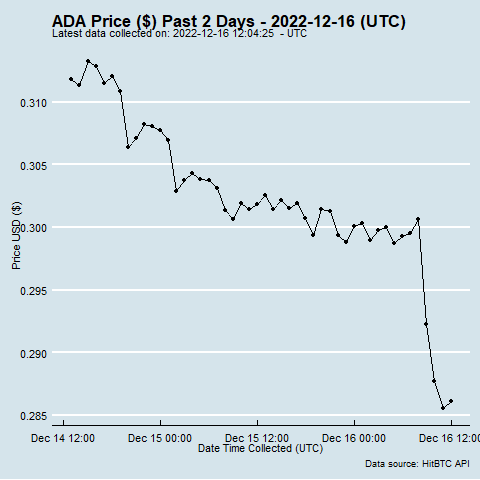 ADA Price ($) Past 2 Days - 2022-12-16 (UTC)
Latest data collected on: 2022-12-16 12:04:25  - UTC
0.310
0.305
0.300
0.295
0.290
0.285
Price USD ($)
Dec 14 12:00 Dec 15 00:00 Dec 15 12:00 Dec 16 00:00 Dec 16 12:00
Date Time Collected (UTC)
Data source: HitBTC API